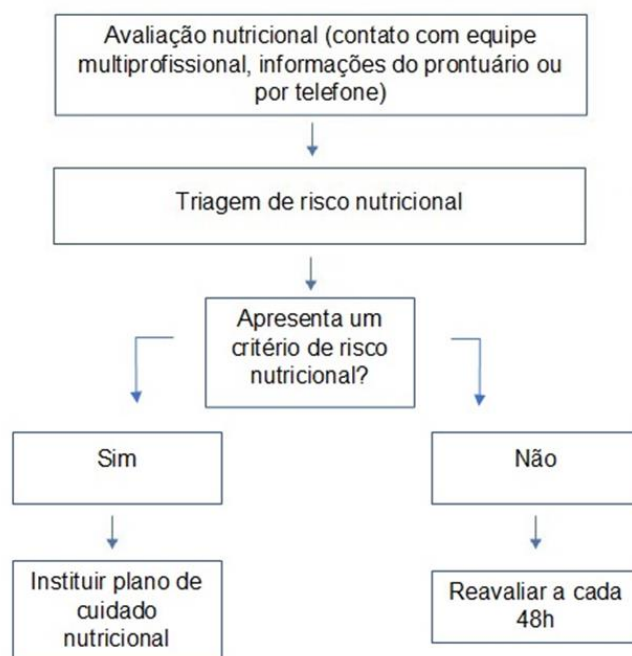 Avaliação nutricional (contato com equipe
multiprofissional, informações do prontuário ou
por telefone)
Triagem de risco nutricional
Apresenta um
critério de risco
nutricional?
Sim
Não
Instituir plano de
cuidado
nutricional
Reavaliar a cada
48h